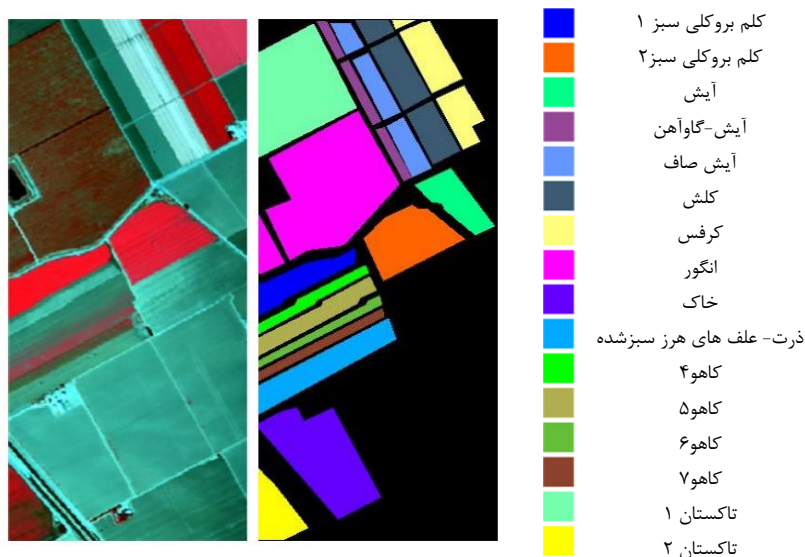 کلم بروکلی سبز ۱
کلم بروکلی سبز۲
آیش
آیش-گاوآهن
آیش صاف
کلش
کرفس
انگور
خاک
ذرت- علف های هرز سبزشده
کاهو۴
کاهو۵
کاهو۶
کاهو۷
تاکستان ۱
تاکستان ۲